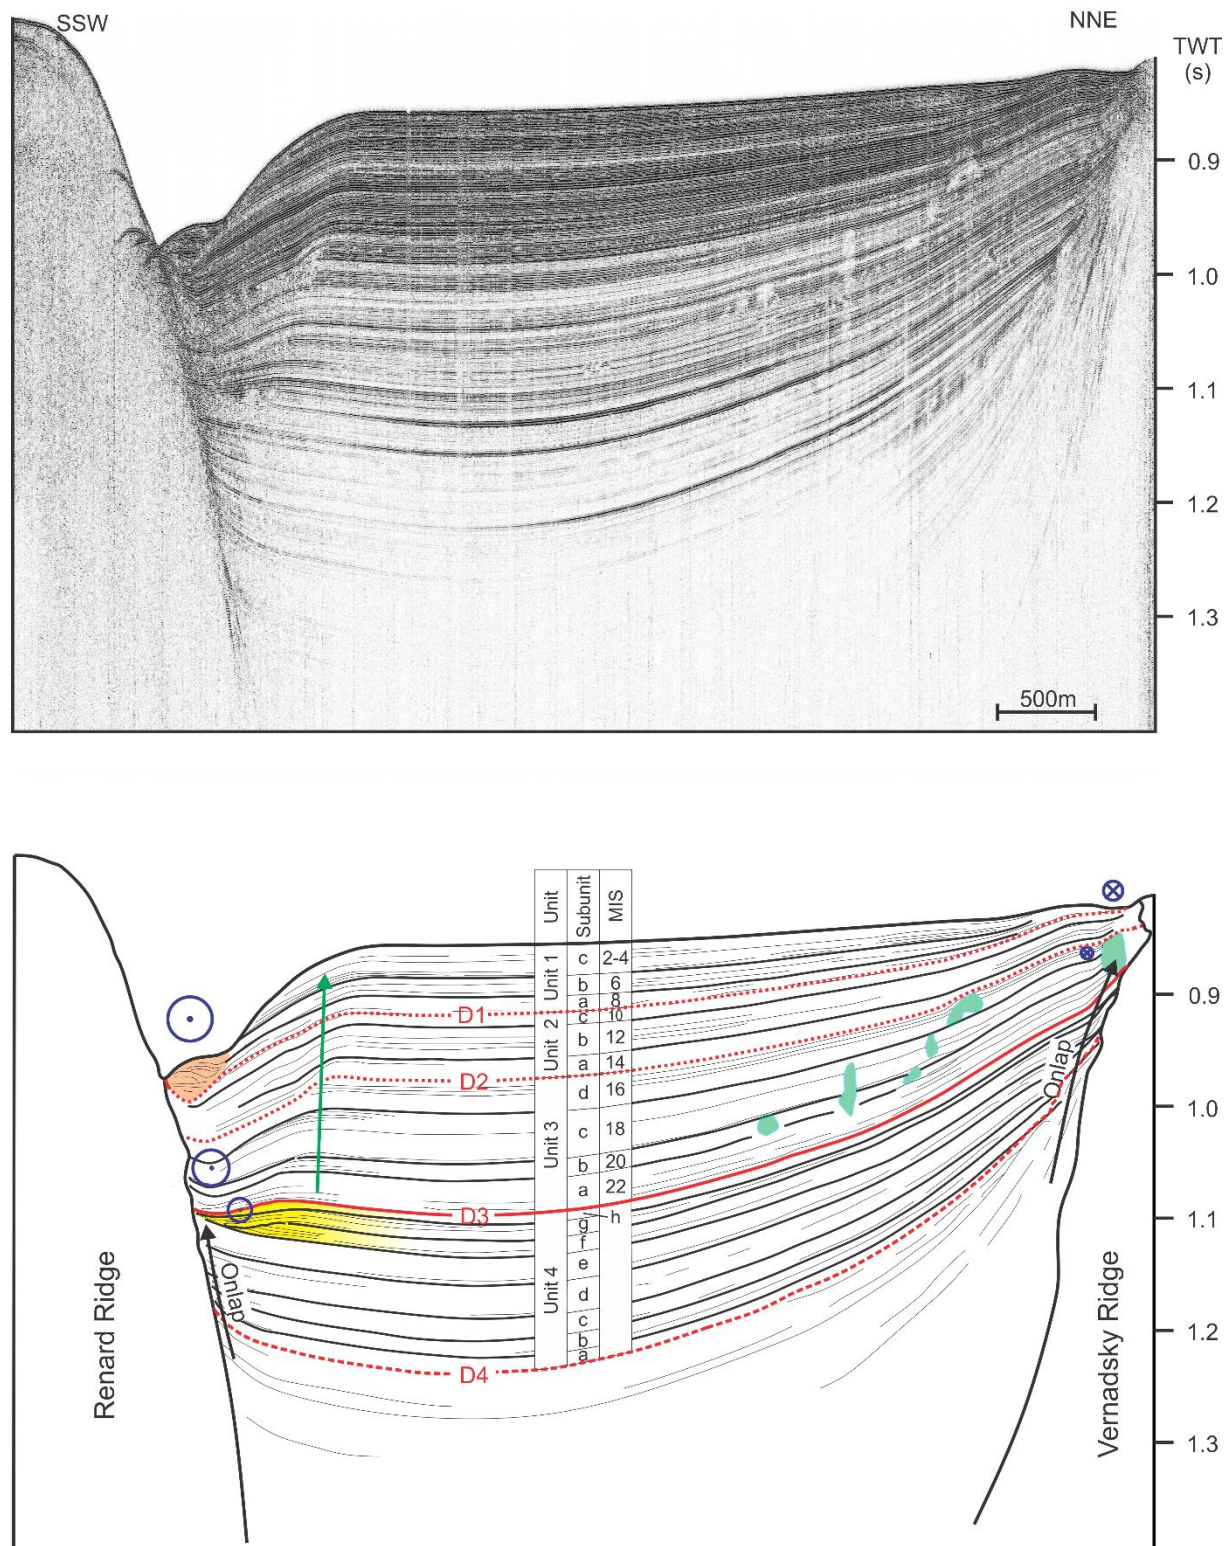 SSW
NNE
TWT
(s)
0.9
1.0
1.1
1.2
1.3
500m
Unit
Subunit
MIS
Unit 1
c
2-4
b
6
a
8
D1
Unit 2
c
10
b
12
a
14
D2
Unit 3
d
16
c
18
b
20
a
22
D3
Unit 4
h
g
f
e
d
c
b
a
D4
Onlap
Onlap
Renard Ridge
Vernadsky Ridge
0.9
1.0
1.1
1.2
1.3